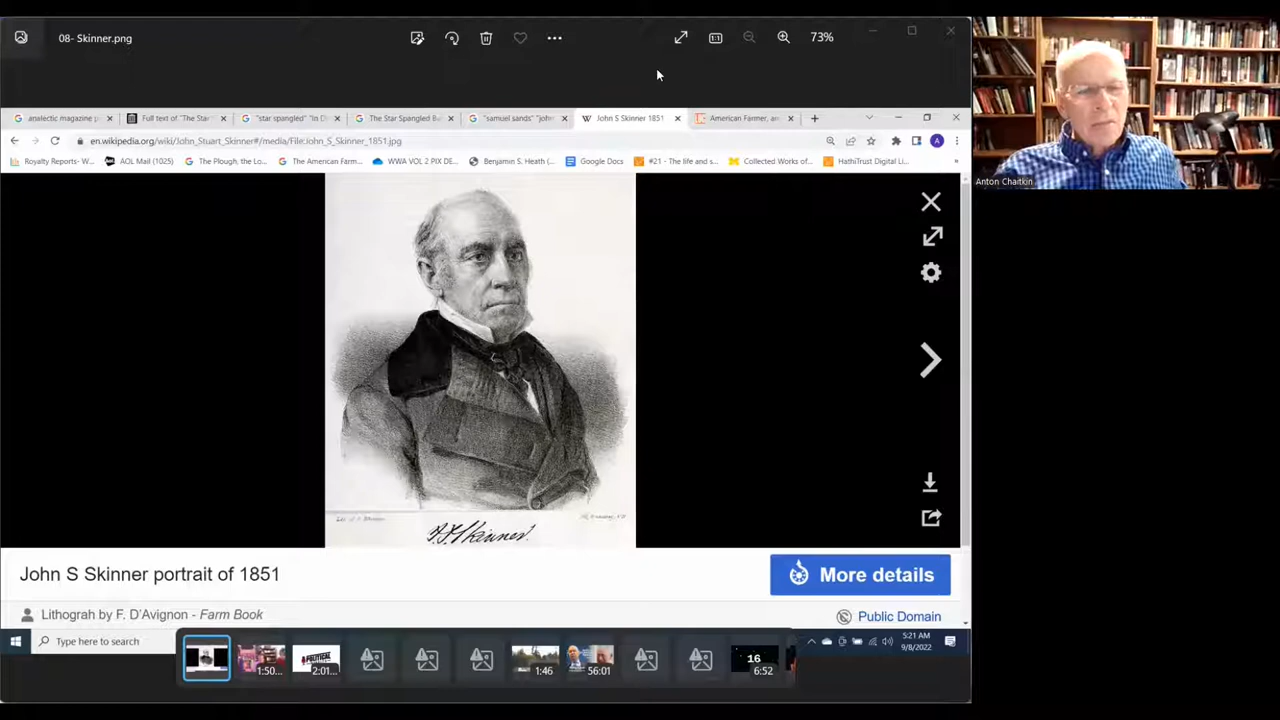 08- Skinner.png
73%
analectic magazine p
Full text of "The Star
"star spangled" "In D
The Star Spangled B
"samuel sands" "john
John S Skinner 1851
American Farmer, an
en.wikipedia.org/wiki/John_Stuart_Skinner#/media/File:John_S_Skinner_1851.jpg
A
Royalty Reports- W...
AOL Mail (1025)
The Plough, the Lo...
The American Farm...
WWA VOL 2 PIX DE...
Benjamin S. Heath (...
Google Docs
#21 - The life and s...
Collected Works of...
HathiTrust Digital Li...
Anton Chaitkin
J.S. Skinner.
John S Skinner portrait of 1851
More details
Lithograh by F. D'Avignon - Farm Book
Public Domain
Type here to search
1:50...
POLITICAL
2:01...
1:46
56:01
16
6:52
5:21 AM
9/8/2022